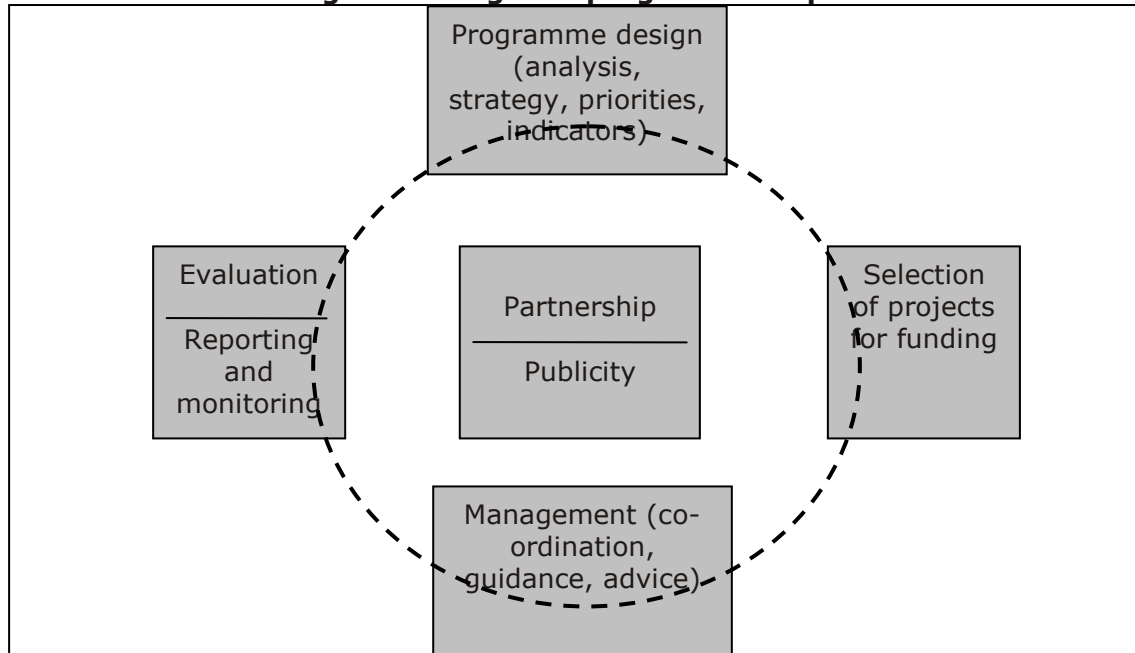 Programme design
(analysis,
strategy, priorities,
indicators)
Evaluation
Reporting
and
monitoring
Partnership
Publicity
Selection
of projects
for funding
Management (co-
ordination,
guidance, advice)